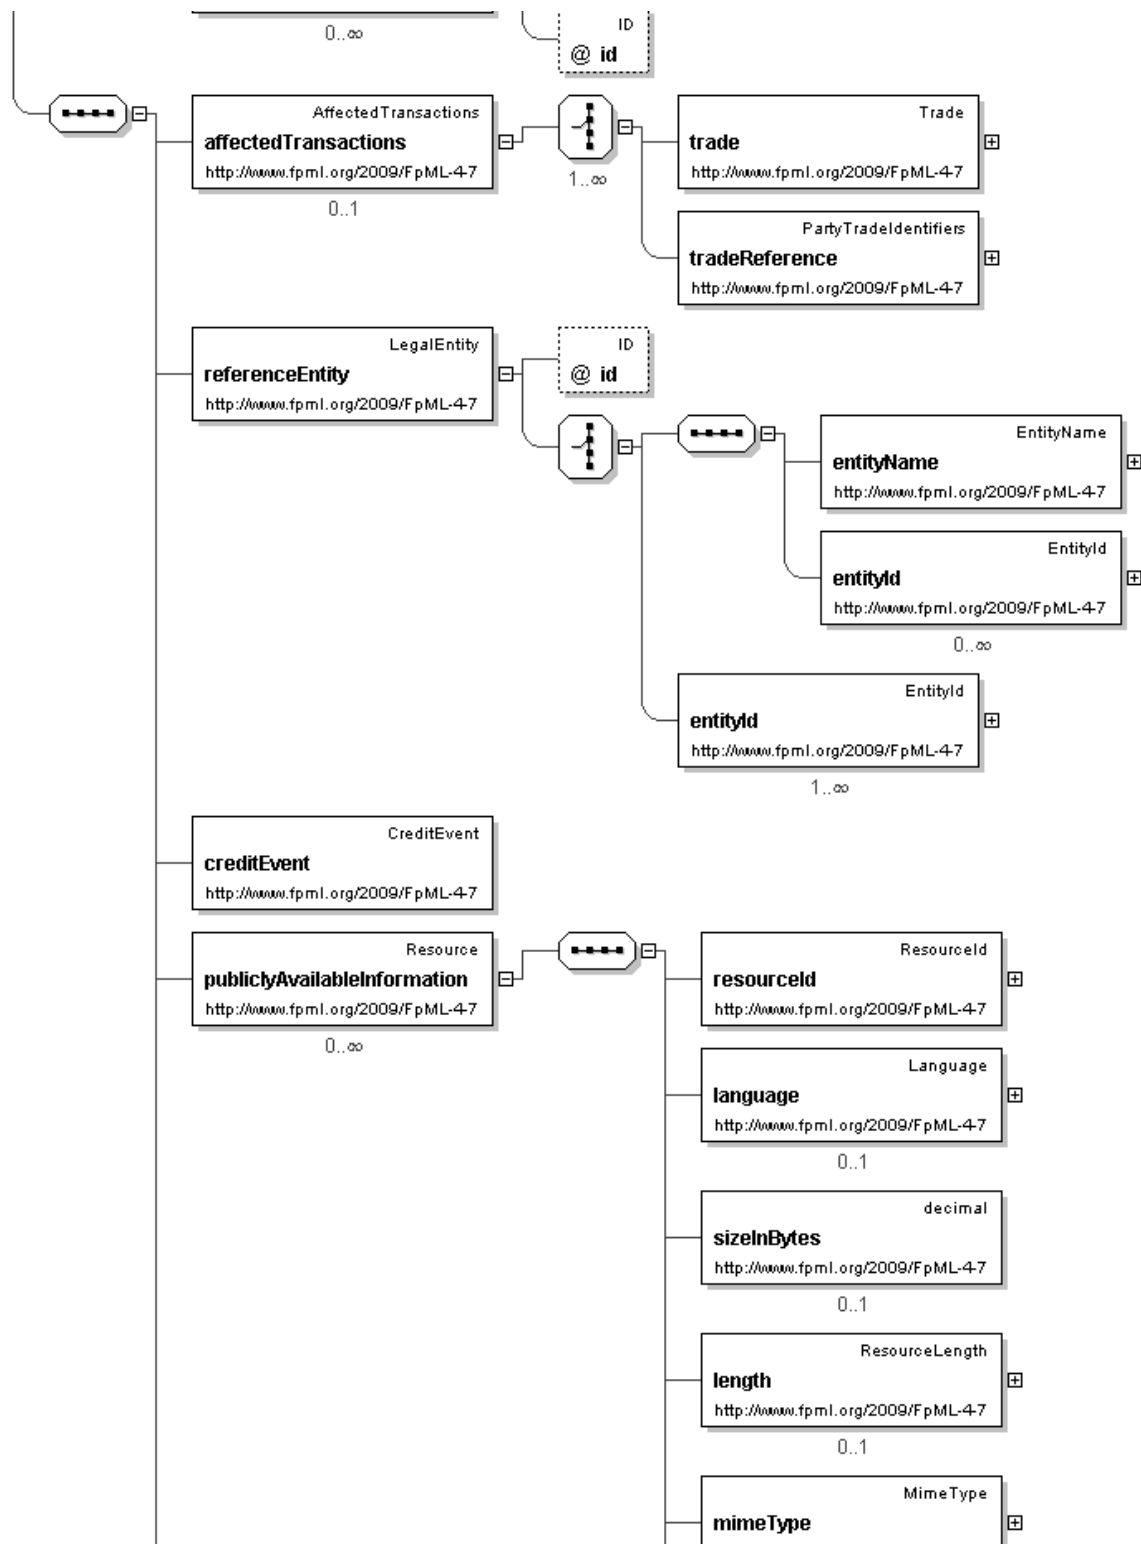 0..∞
ID
@ id
AffectedTransactions
affectedTransactions
http://www.fpml.org/2009/FpML-4-7
0..1
1..∞
Trade
trade
http://www.fpml.org/2009/FpML-4-7
PartyTradeIdentifiers
tradeReference
http://www.fpml.org/2009/FpML-4-7
LegalEntity
referenceEntity
http://www.fpml.org/2009/FpML-4-7
ID
@ id
EntityName
entityName
http://www.fpml.org/2009/FpML-4-7
EntityId
entityId
http://www.fpml.org/2009/FpML-4-7
0..∞
EntityId
entityId
http://www.fpml.org/2009/FpML-4-7
1..∞
CreditEvent
creditEvent
http://www.fpml.org/2009/FpML-4-7
Resource
publiclyAvailableInformation
http://www.fpml.org/2009/FpML-4-7
0..∞
ResourceId
resourceId
http://www.fpml.org/2009/FpML-4-7
Language
language
http://www.fpml.org/2009/FpML-4-7
0..1
decimal
sizeInBytes
http://www.fpml.org/2009/FpML-4-7
0..1
ResourceLength
length
http://www.fpml.org/2009/FpML-4-7
0..1
MimeType
mimeType